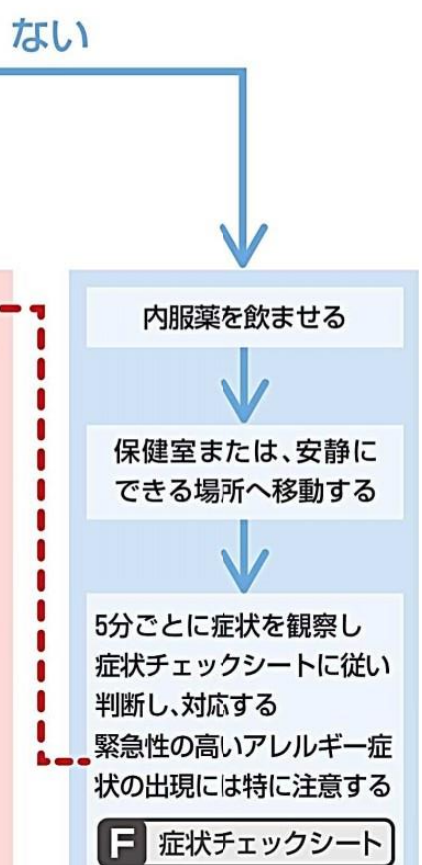 ない
内服薬を飲ませる
保健室または、安静に
できる場所へ移動する
5分ごとに症状を観察し
症状チェックシートに従い
判断し、対応する
緊急性の高いアレルギー症
状の出現には特に注意する
F 症状チェックシート